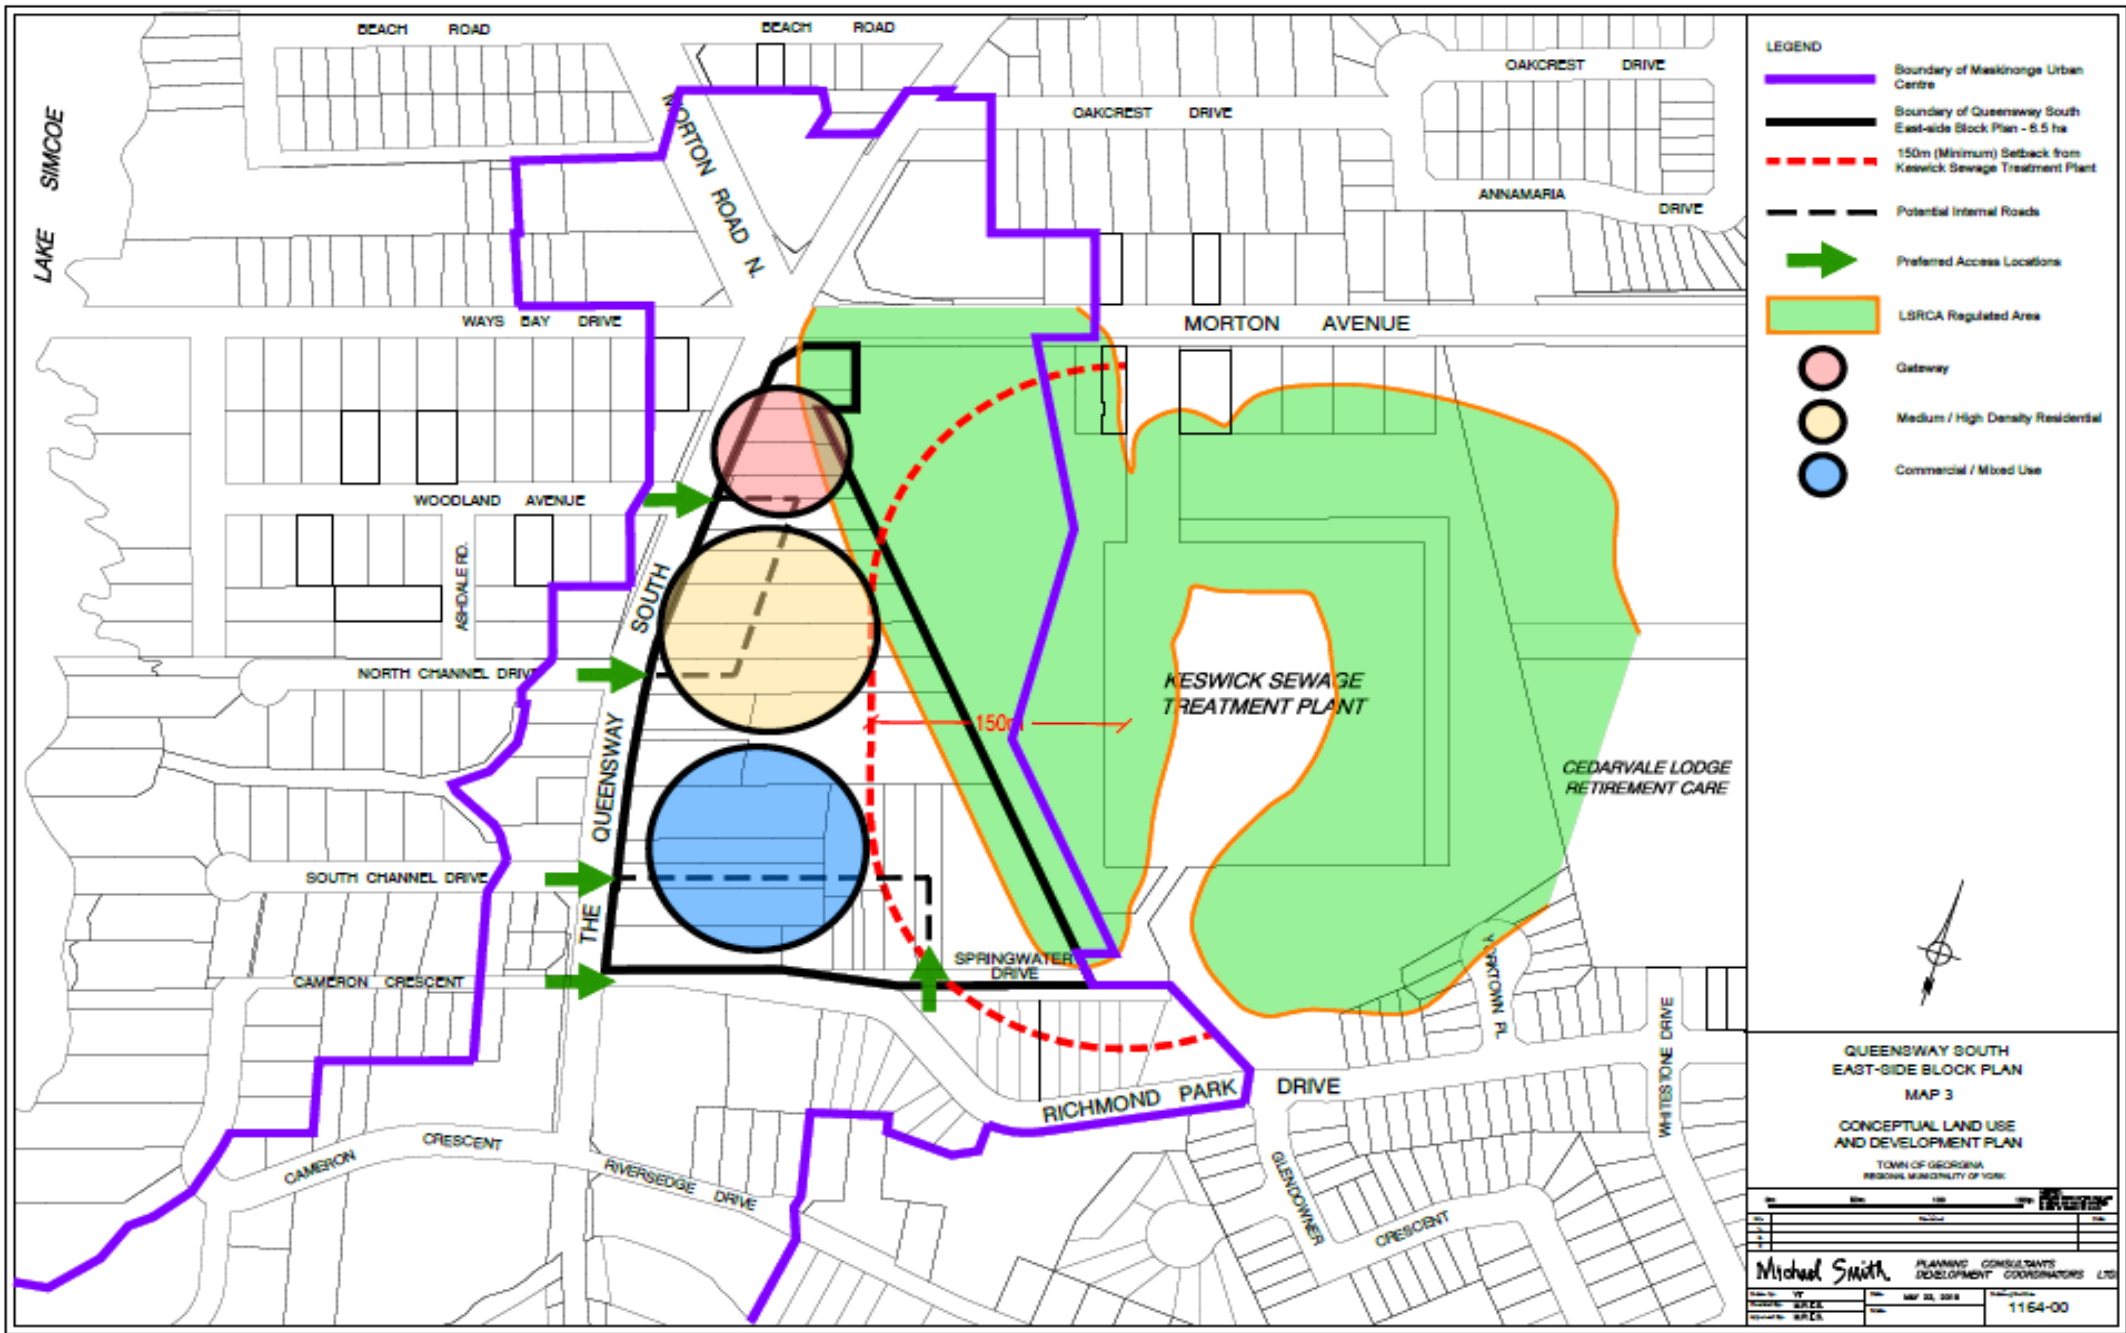 BEACH ROAD
BEACH ROAD
OAKCREST DRIVE
OAKCREST DRIVE
LAKE SIMCOE
MORTON ROAD N.
ANNAMARIA
DRIVE
WAYS BAY DRIVE
MORTON AVENUE
WOODLAND AVENUE
ASHDALE RD.
THE QUEENSWAY SOUTH
NORTH CHANNEL DRIVE
KESWICK SEWAGE
TREATMENT PLANT
150m
CEDARVALE LODGE
RETIREMENT CARE
SOUTH CHANNEL DRIVE
SPRINGWATER
DRIVE
CAMERON CRESCENT
YORKTOWN PL.
WHITESTONE DRIVE
RICHMOND PARK DRIVE
CAMERON CRESCENT
RIVERSEDGE DRIVE
GLENDOWNER
CRESCENT
LEGEND
Boundary of Maskinonge Urban
Centre
Boundary of Queensway South
East-side Block Plan - 6.5 ha
150m (Minimum) Setback from
Keswick Sewage Treatment Plant
Potential Internal Roads
Preferred Access Locations
LSRCA Regulated Area
Gateway
Medium / High Density Residential
Commercial / Mixed Use
QUEENSWAY SOUTH
EAST-SIDE BLOCK PLAN
MAP 3
CONCEPTUAL LAND USE
AND DEVELOPMENT PLAN
TOWN OF GEORGINA
REGIONAL MUNICIPALITY OF YORK
Michael Smith
PLANNING CONSULTANTS
DEVELOPMENT COORDINATORS LTD
1164-00